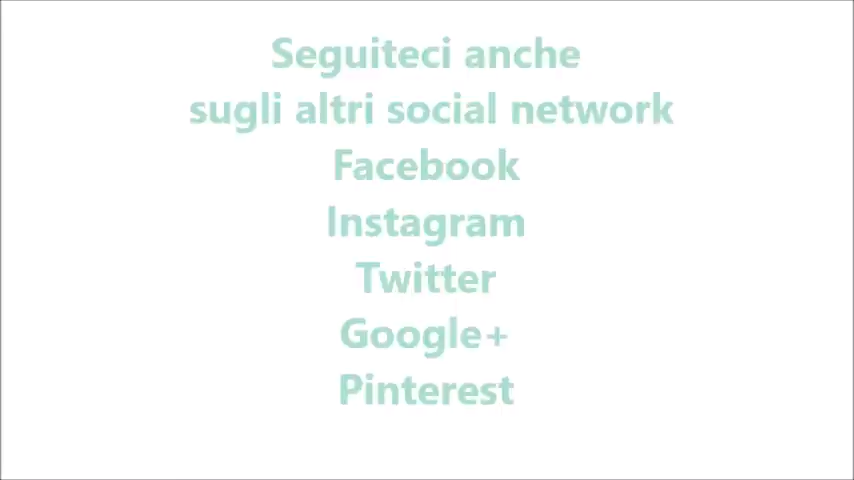 Seguiteci anche
sugli altri social network
Facebook
Instagram
Twitter
Google+
Pinterest